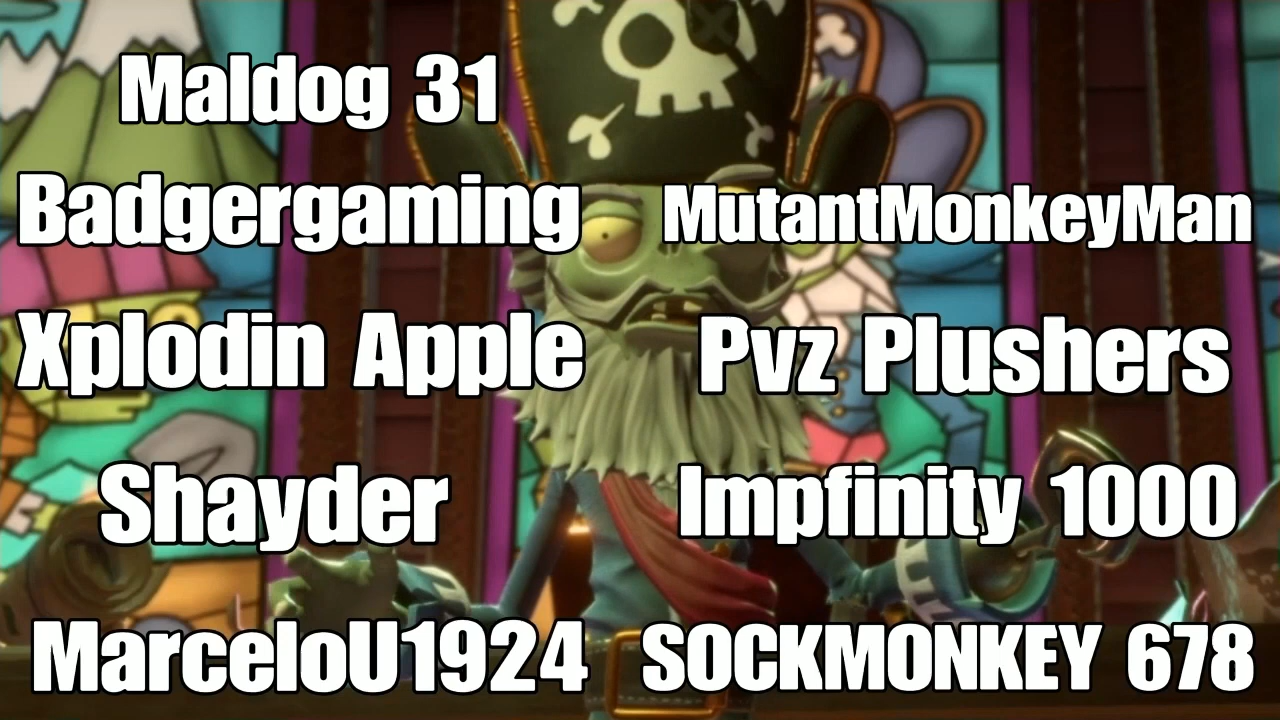 Maldog 31
Badgergaming
MutantMonkeyMan
Xplodin Apple
Pvz Plushers
Shayder
Impfinity 1000
MarceloU1924
SOCKMONKEY 678